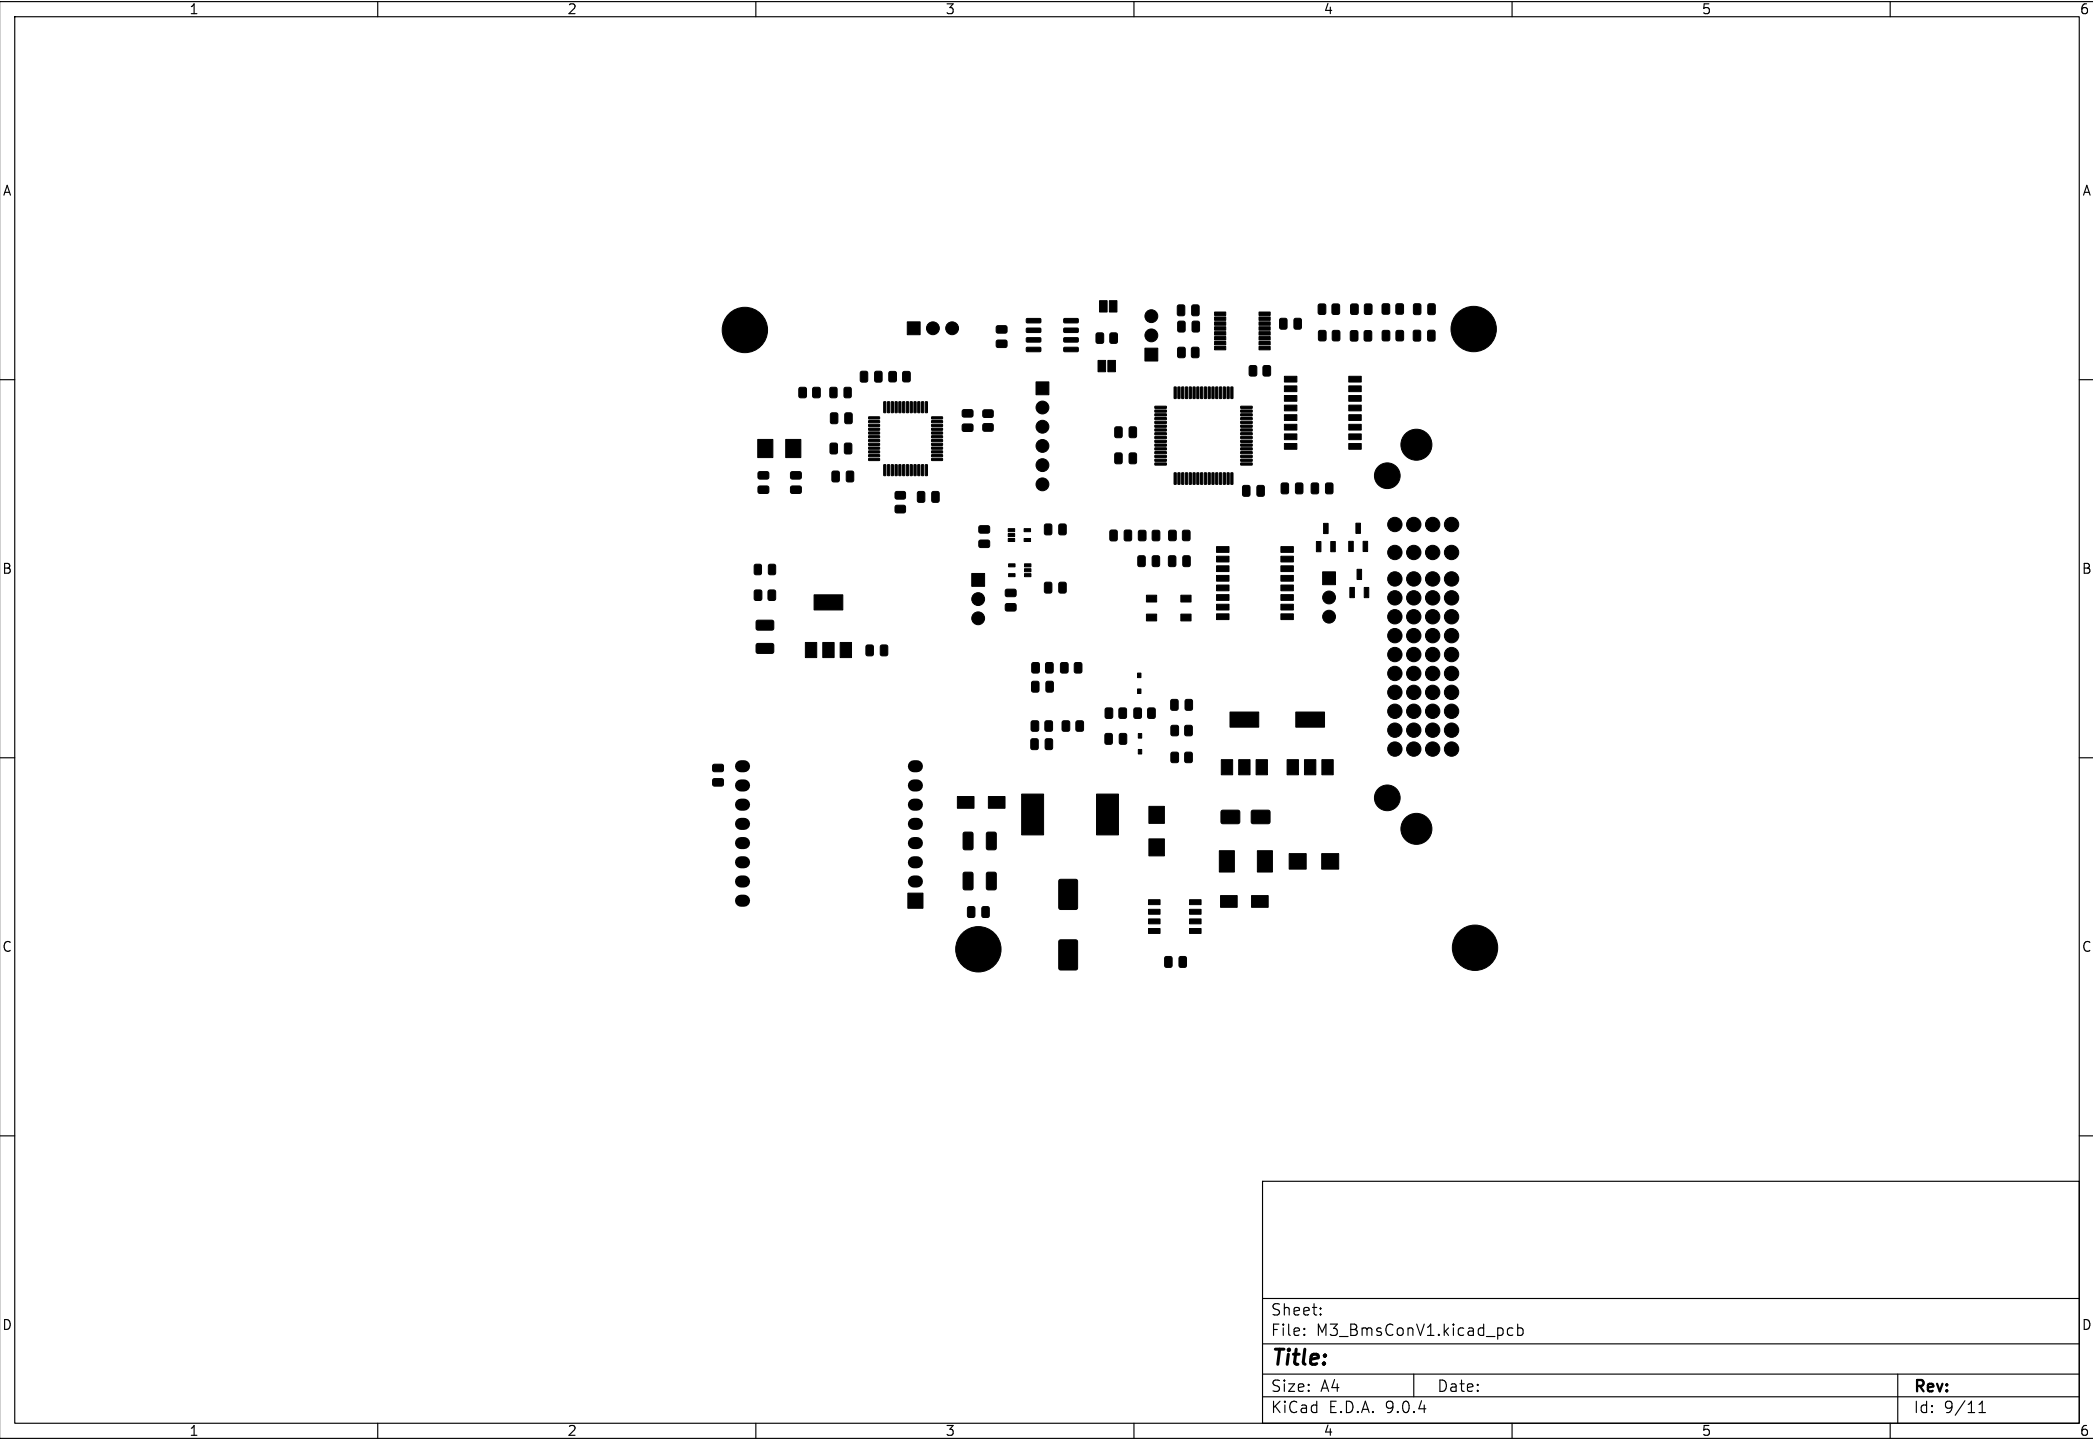 1 2 3 4 5 6
A A
B B
C C
D D
Sheet:
File: M3_BmsConV1.kicad_pcb
Title:
Size: A4 Date: Rev:
KiCad E.D.A. 9.0.4 Id: 9/11
1 2 3 4 5 6